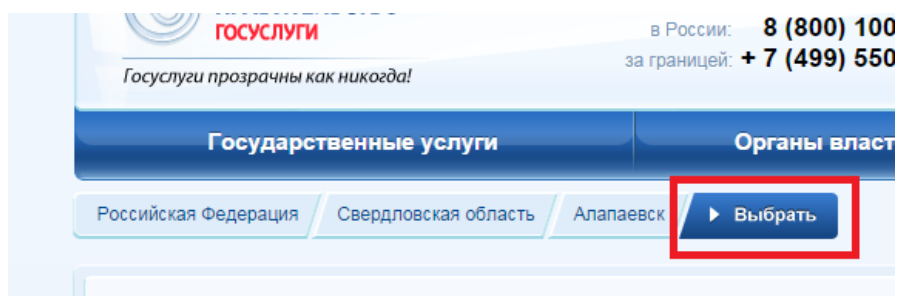 ГОСУСЛУГИ
в России: 8 (800) 100
за границей: + 7 (499) 550
Госуслуги прозрачны как никогда!
Государственные услуги
Органы власт
Российская Федерация
Свердловская область
Алапаевск
Выбрать